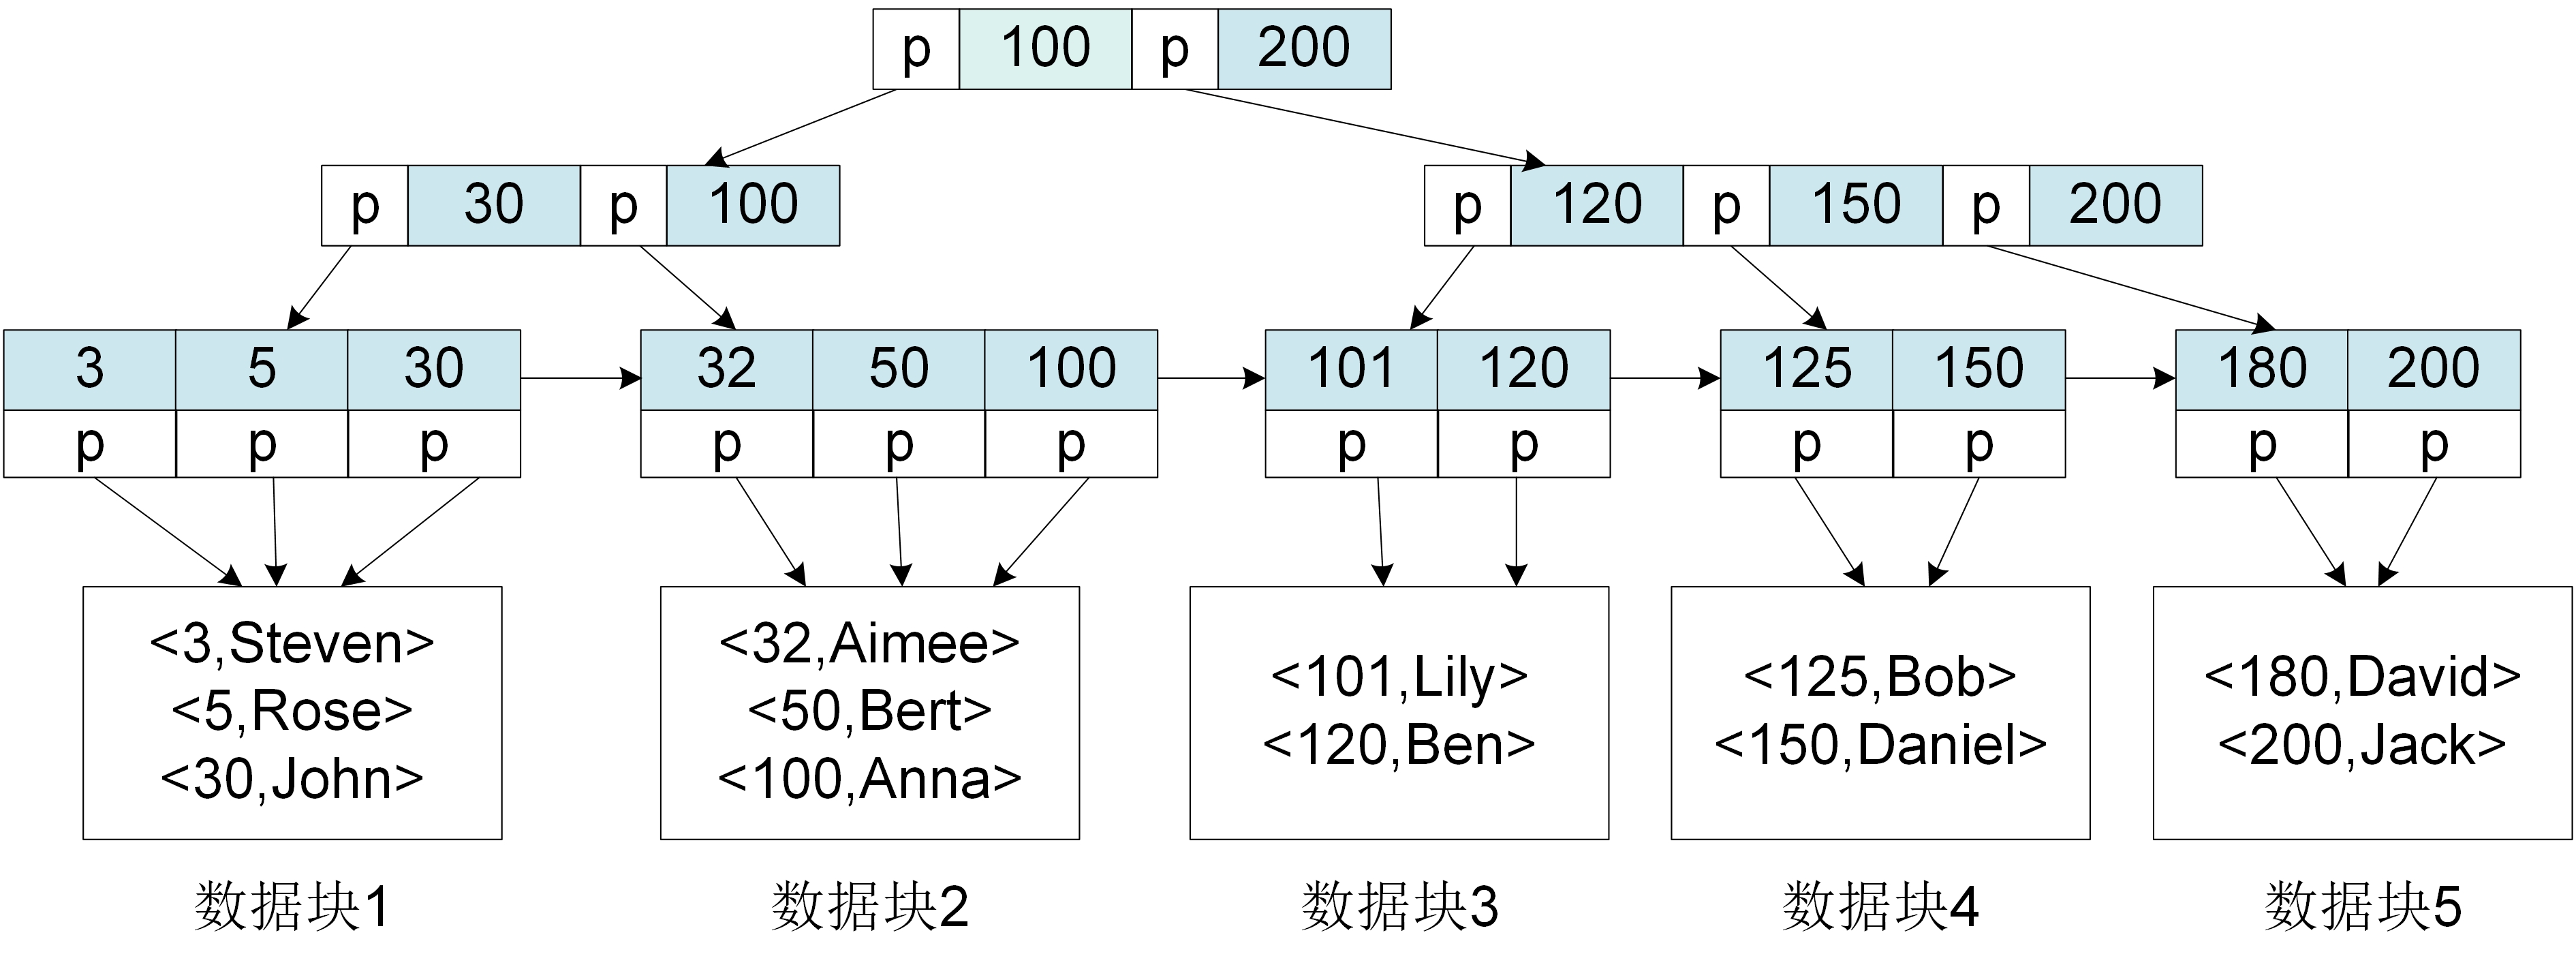 p 100 p 200
p 30 p 100
p 120 p 150 p 200
3 5 30
p p p
32 50 100
p p p
101 120
p p
125 150
p p
180 200
p p
<3,Steven>
<5,Rose>
<30,John>
数据块1
<32,Aimee>
<50,Bert>
<100,Anna>
数据块2
<101,Lily>
<120,Ben>
数据块3
<125,Bob>
<150,Daniel>
数据块4
<180,David>
<200,Jack>
数据块5